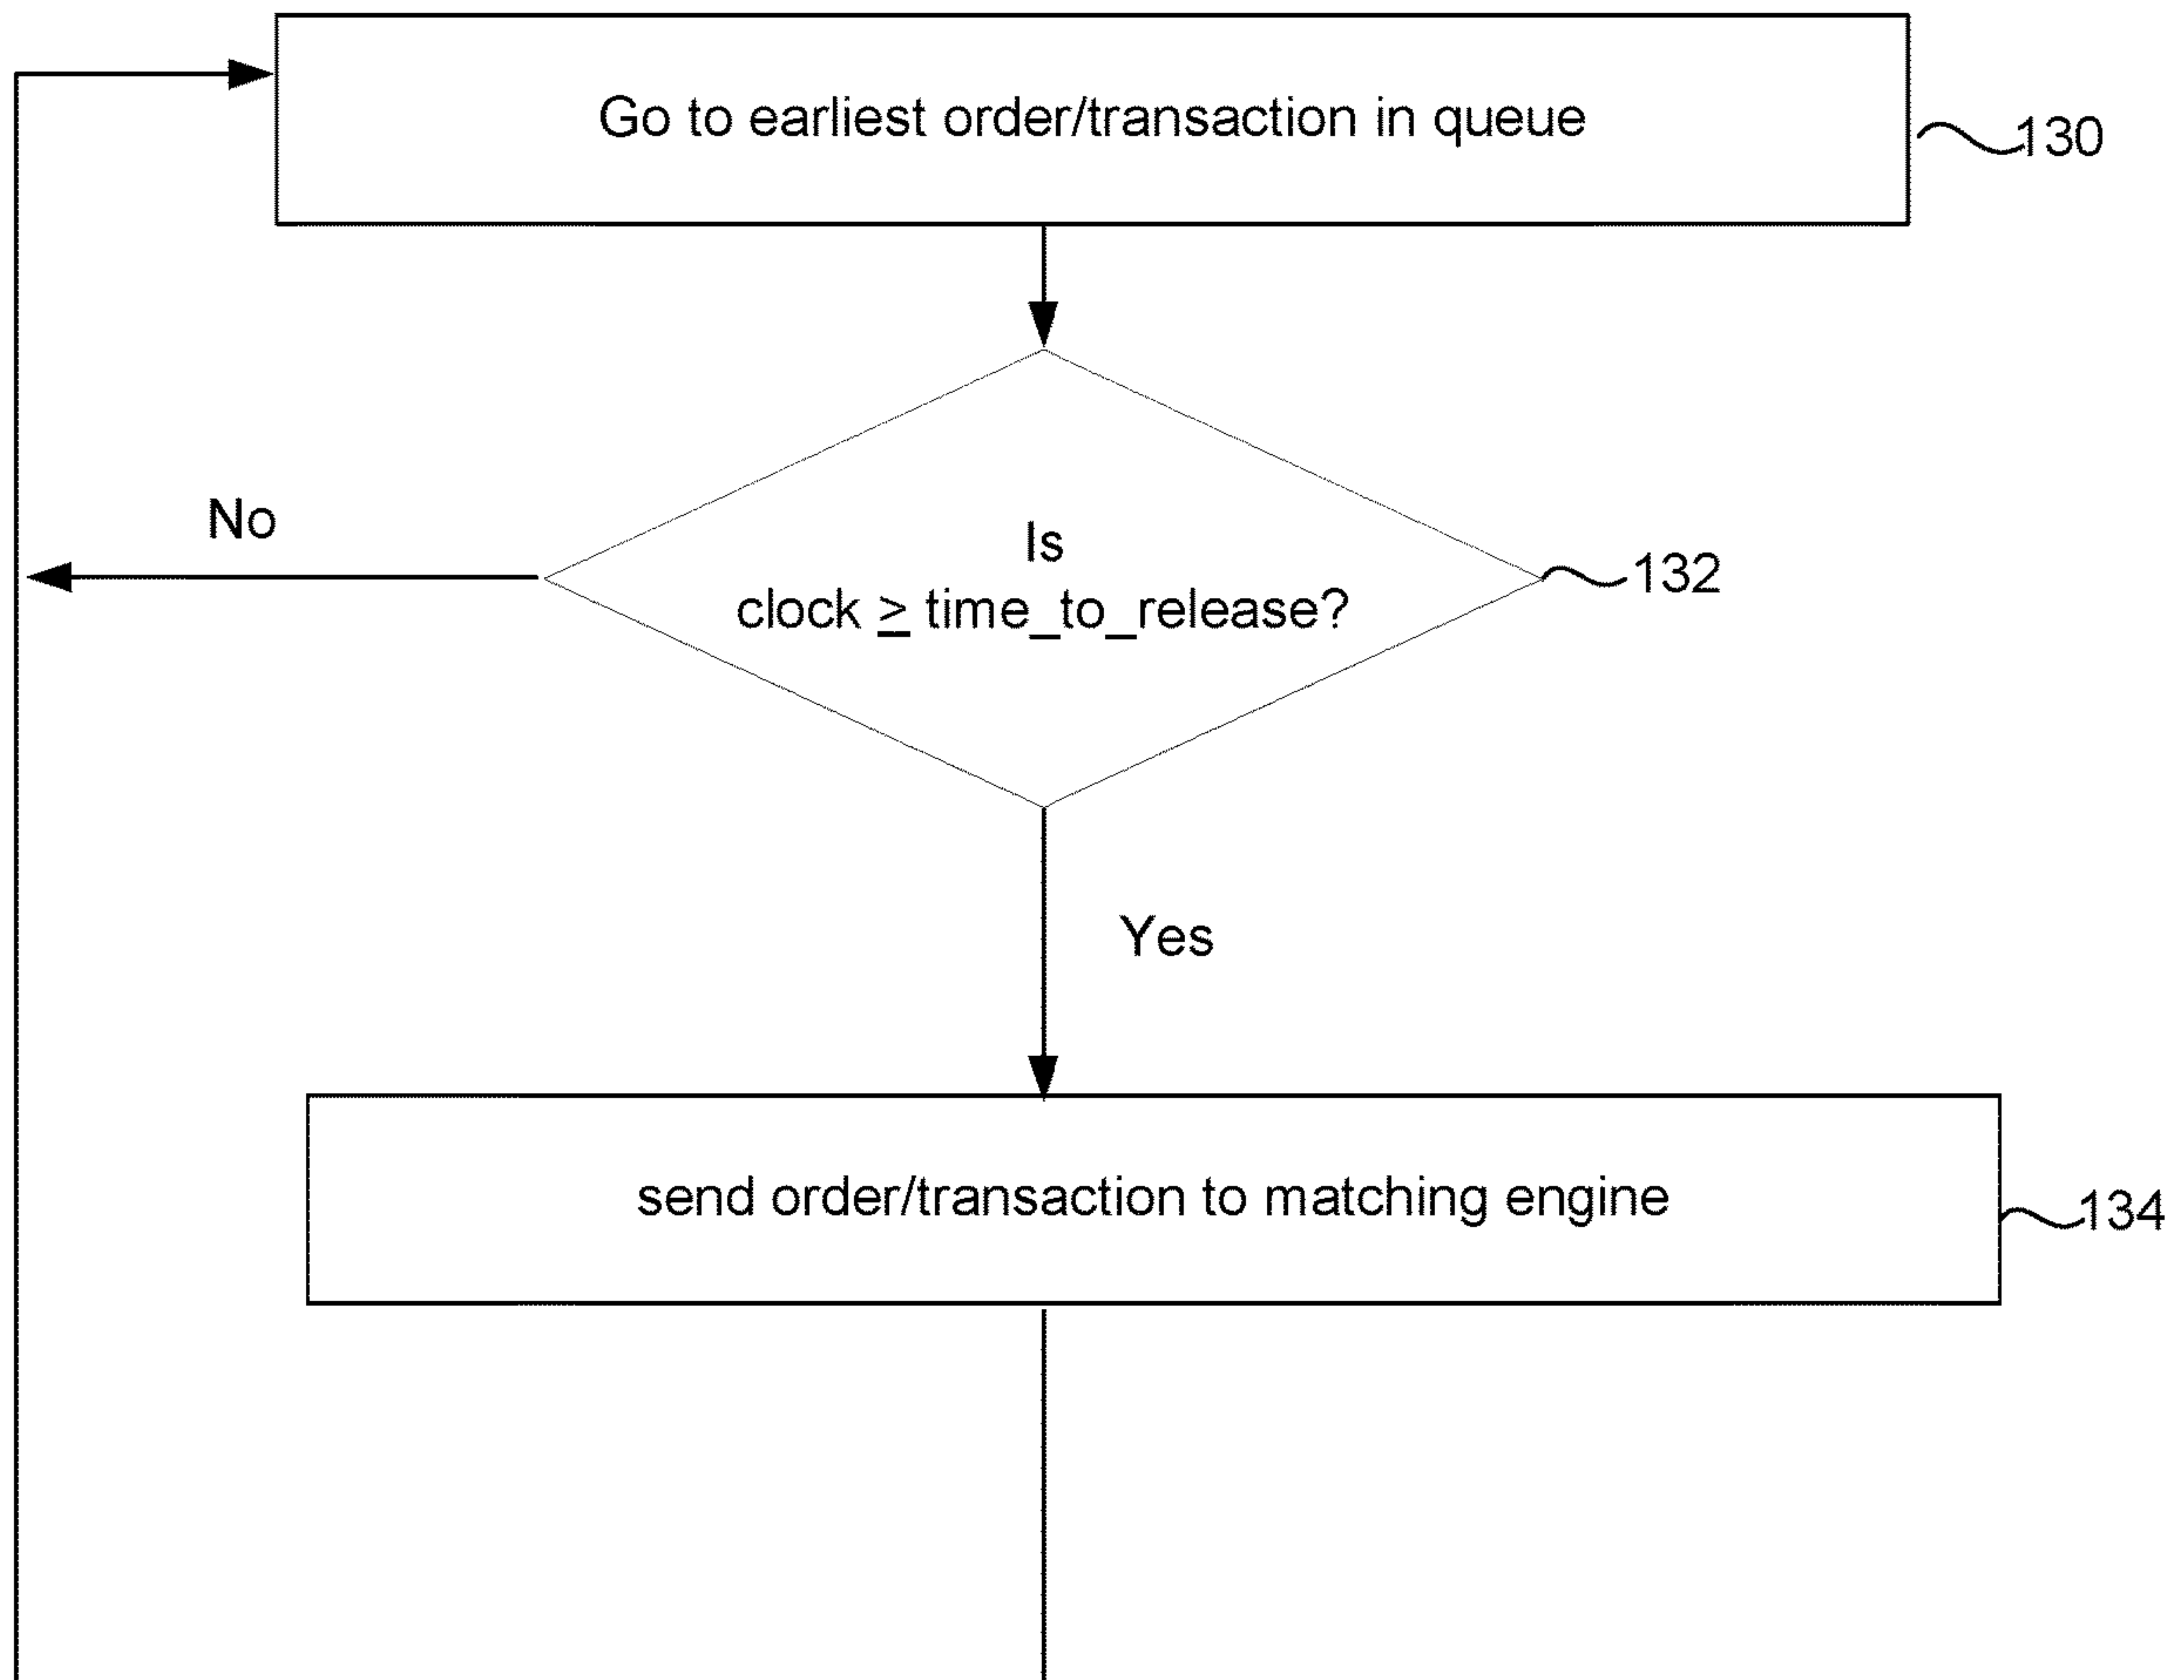 Go to earliest order/transaction in queue
130
No
Is
clock ≥ time_to_release?
132
Yes
send order/transaction to matching engine
134